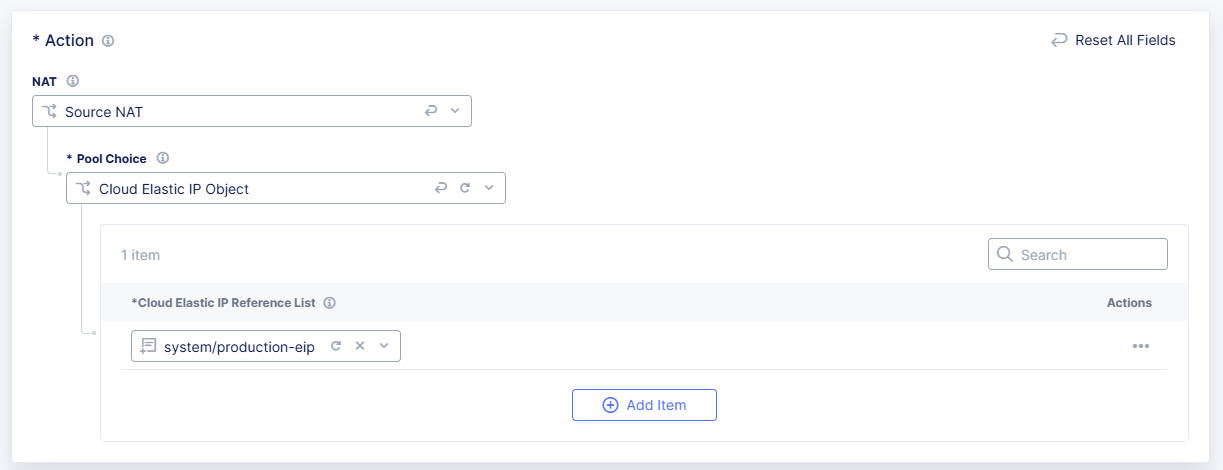 * Action
Reset All Fields
NAT
Source NAT
* Pool Choice
Cloud Elastic IP Object
1 item
Search
*Cloud Elastic IP Reference List
Actions
system/production-eip
Add Item